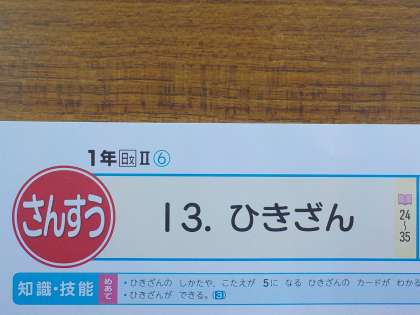 1年 日文 Ⅱ ⑥
さんすう
13. ひきざん
24〜35
知識・技能
めあて
・ひきざんの しかたや、こたえが 5に なる ひきざんの カードが わかる
・ひきざんが できる。(3)